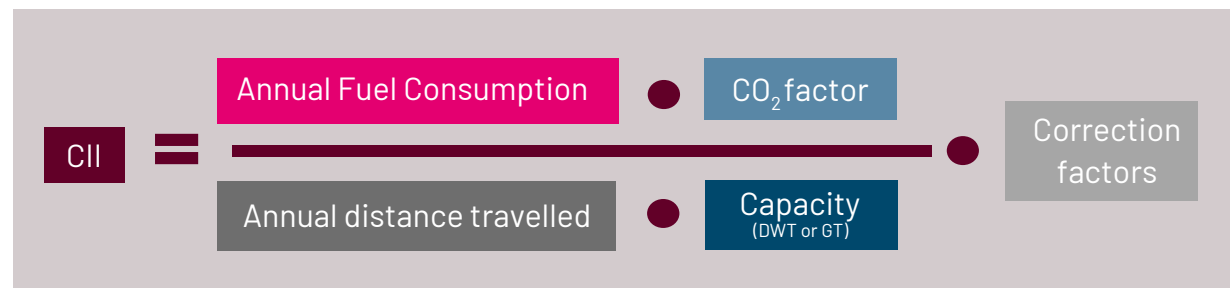 CII
=
Annual Fuel Consumption
CO₂ factor
Annual distance travelled
Capacity
(DWT or GT)
Correction
factors